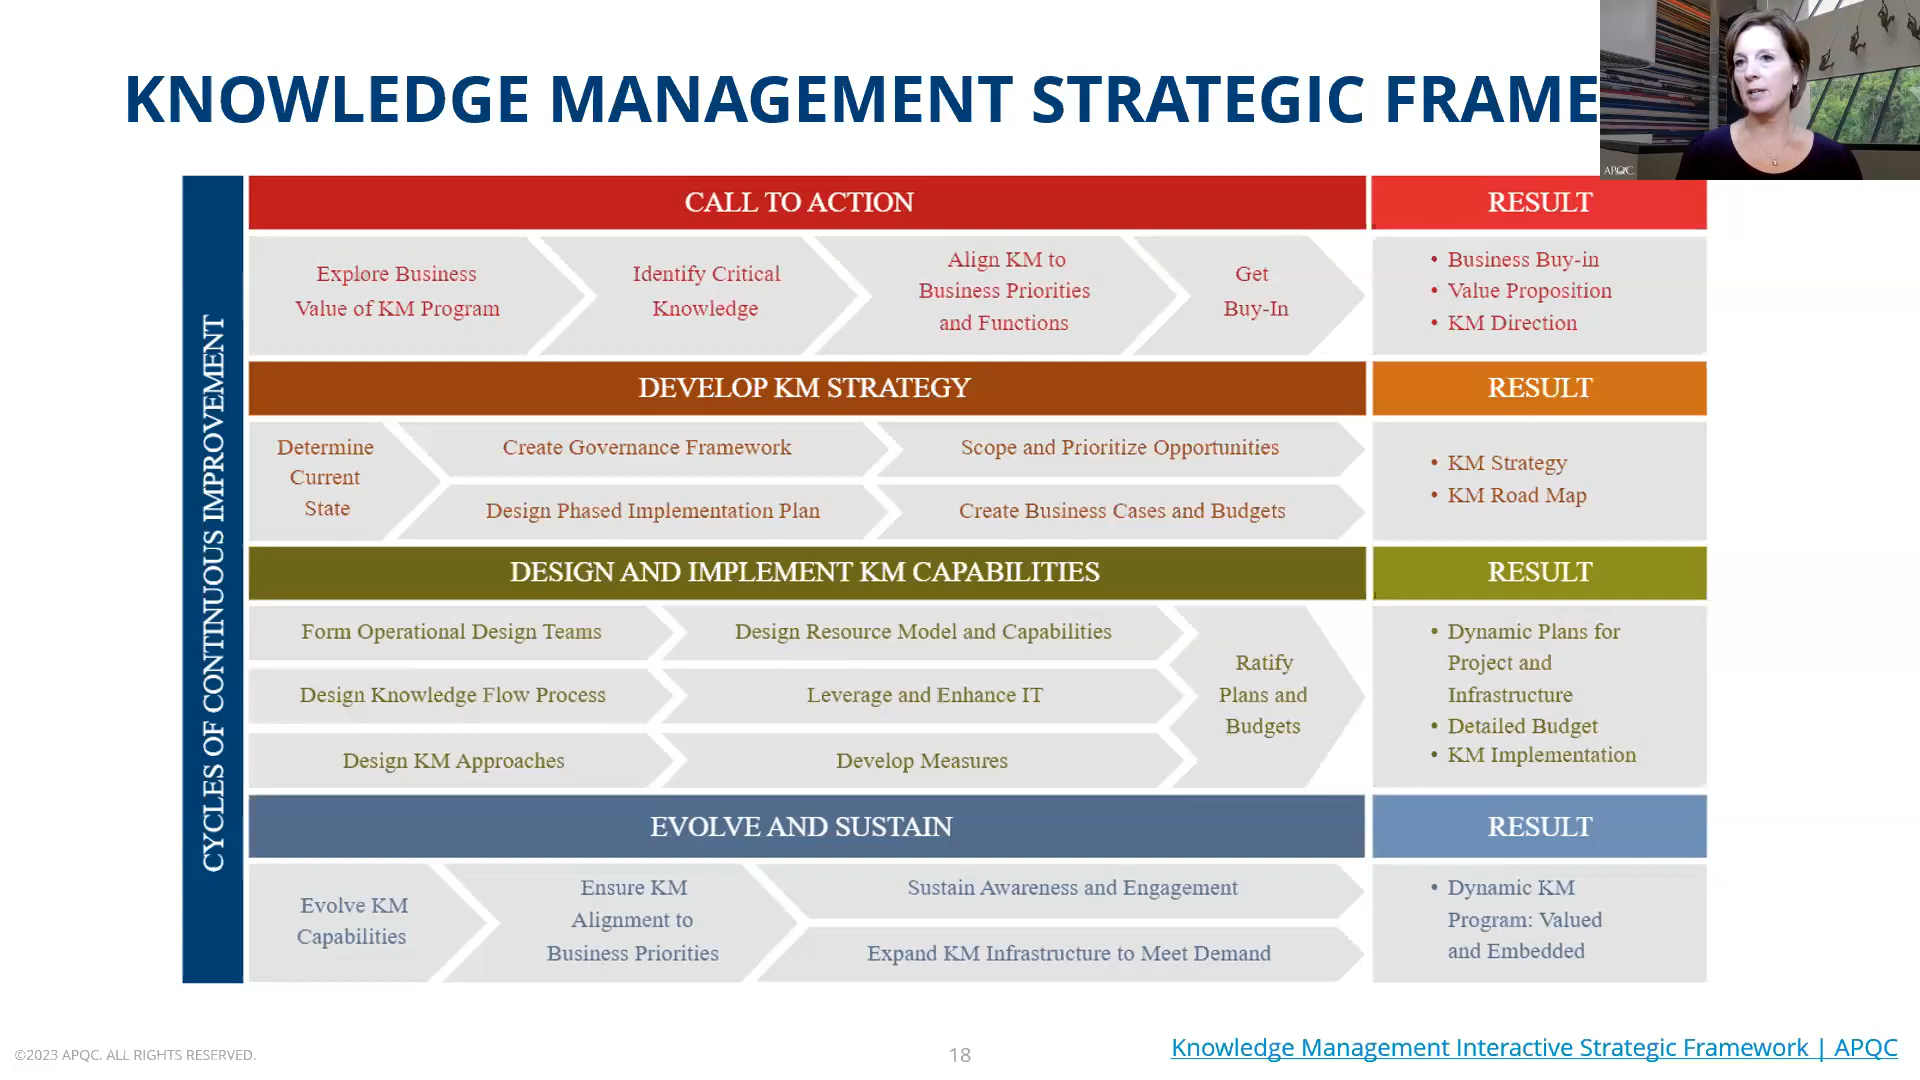 KNOWLEDGE MANAGEMENT STRATEGIC FRAME
APQC
CYCLES OF CONTINUOUS IMPROVEMENT
CALL TO ACTION
RESULT
Explore Business
Value of KM Program
Identify Critical
Knowledge
Align KM to
Business Priorities
and Functions
Get
Buy-In
• Business Buy-in
• Value Proposition
• KM Direction
DEVELOP KM STRATEGY
RESULT
Determine
Current
State
Create Governance Framework
Scope and Prioritize Opportunities
Design Phased Implementation Plan
Create Business Cases and Budgets
• KM Strategy
• KM Road Map
DESIGN AND IMPLEMENT KM CAPABILITIES
RESULT
Form Operational Design Teams
Design Resource Model and Capabilities
Design Knowledge Flow Process
Leverage and Enhance IT
Design KM Approaches
Develop Measures
Ratify
Plans and
Budgets
• Dynamic Plans for
Project and
Infrastructure
• Detailed Budget
• KM Implementation
EVOLVE AND SUSTAIN
RESULT
Evolve KM
Capabilities
Ensure KM
Alignment to
Business Priorities
Sustain Awareness and Engagement
Expand KM Infrastructure to Meet Demand
• Dynamic KM
Program: Valued
and Embedded
©2023 APQC. ALL RIGHTS RESERVED.
18
Knowledge Management Interactive Strategic Framework | APQC